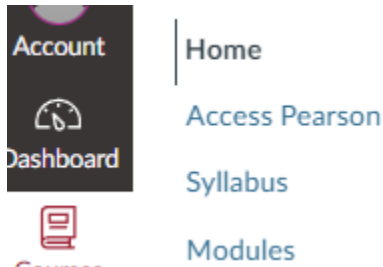 Account
Dashboard
Home
Access Pearson
Syllabus
Modules